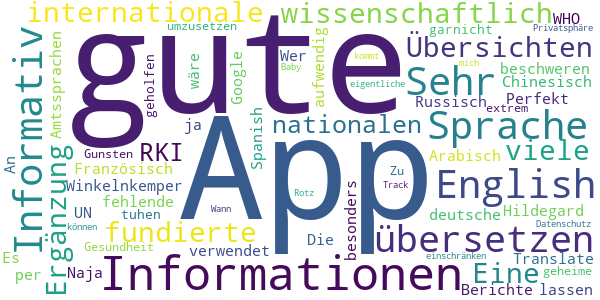 internationale
umzusetzen
wissenschaftlich
WHO
garnicht
Privatsphäre
gute
Wer
Baby
aufwendig
kommt
mich
Übersichten
beschweren
Sehr
eigentliche
Chinesisch
Informativ
Amtssprachen
geholfen
wäre
Google
Russisch
Perfekt
extrem
ja
App
nationalen
Sprache
Spanish
Gunsten
RKI
viele
An
Ergänzung
Französisch
Arabisch
Winkelnkemper
Zu
English
Rotz
Track
besonders
UN
fehlende
deutsche
Hildegard
Wann
tuhen
fundierte
Die
übersetzen
Datenschutz
können
Gesundheit
verwendet
Es
per
Naja
Informationen
einschränken
Eine
Translate
geheime
Berichte
lassen